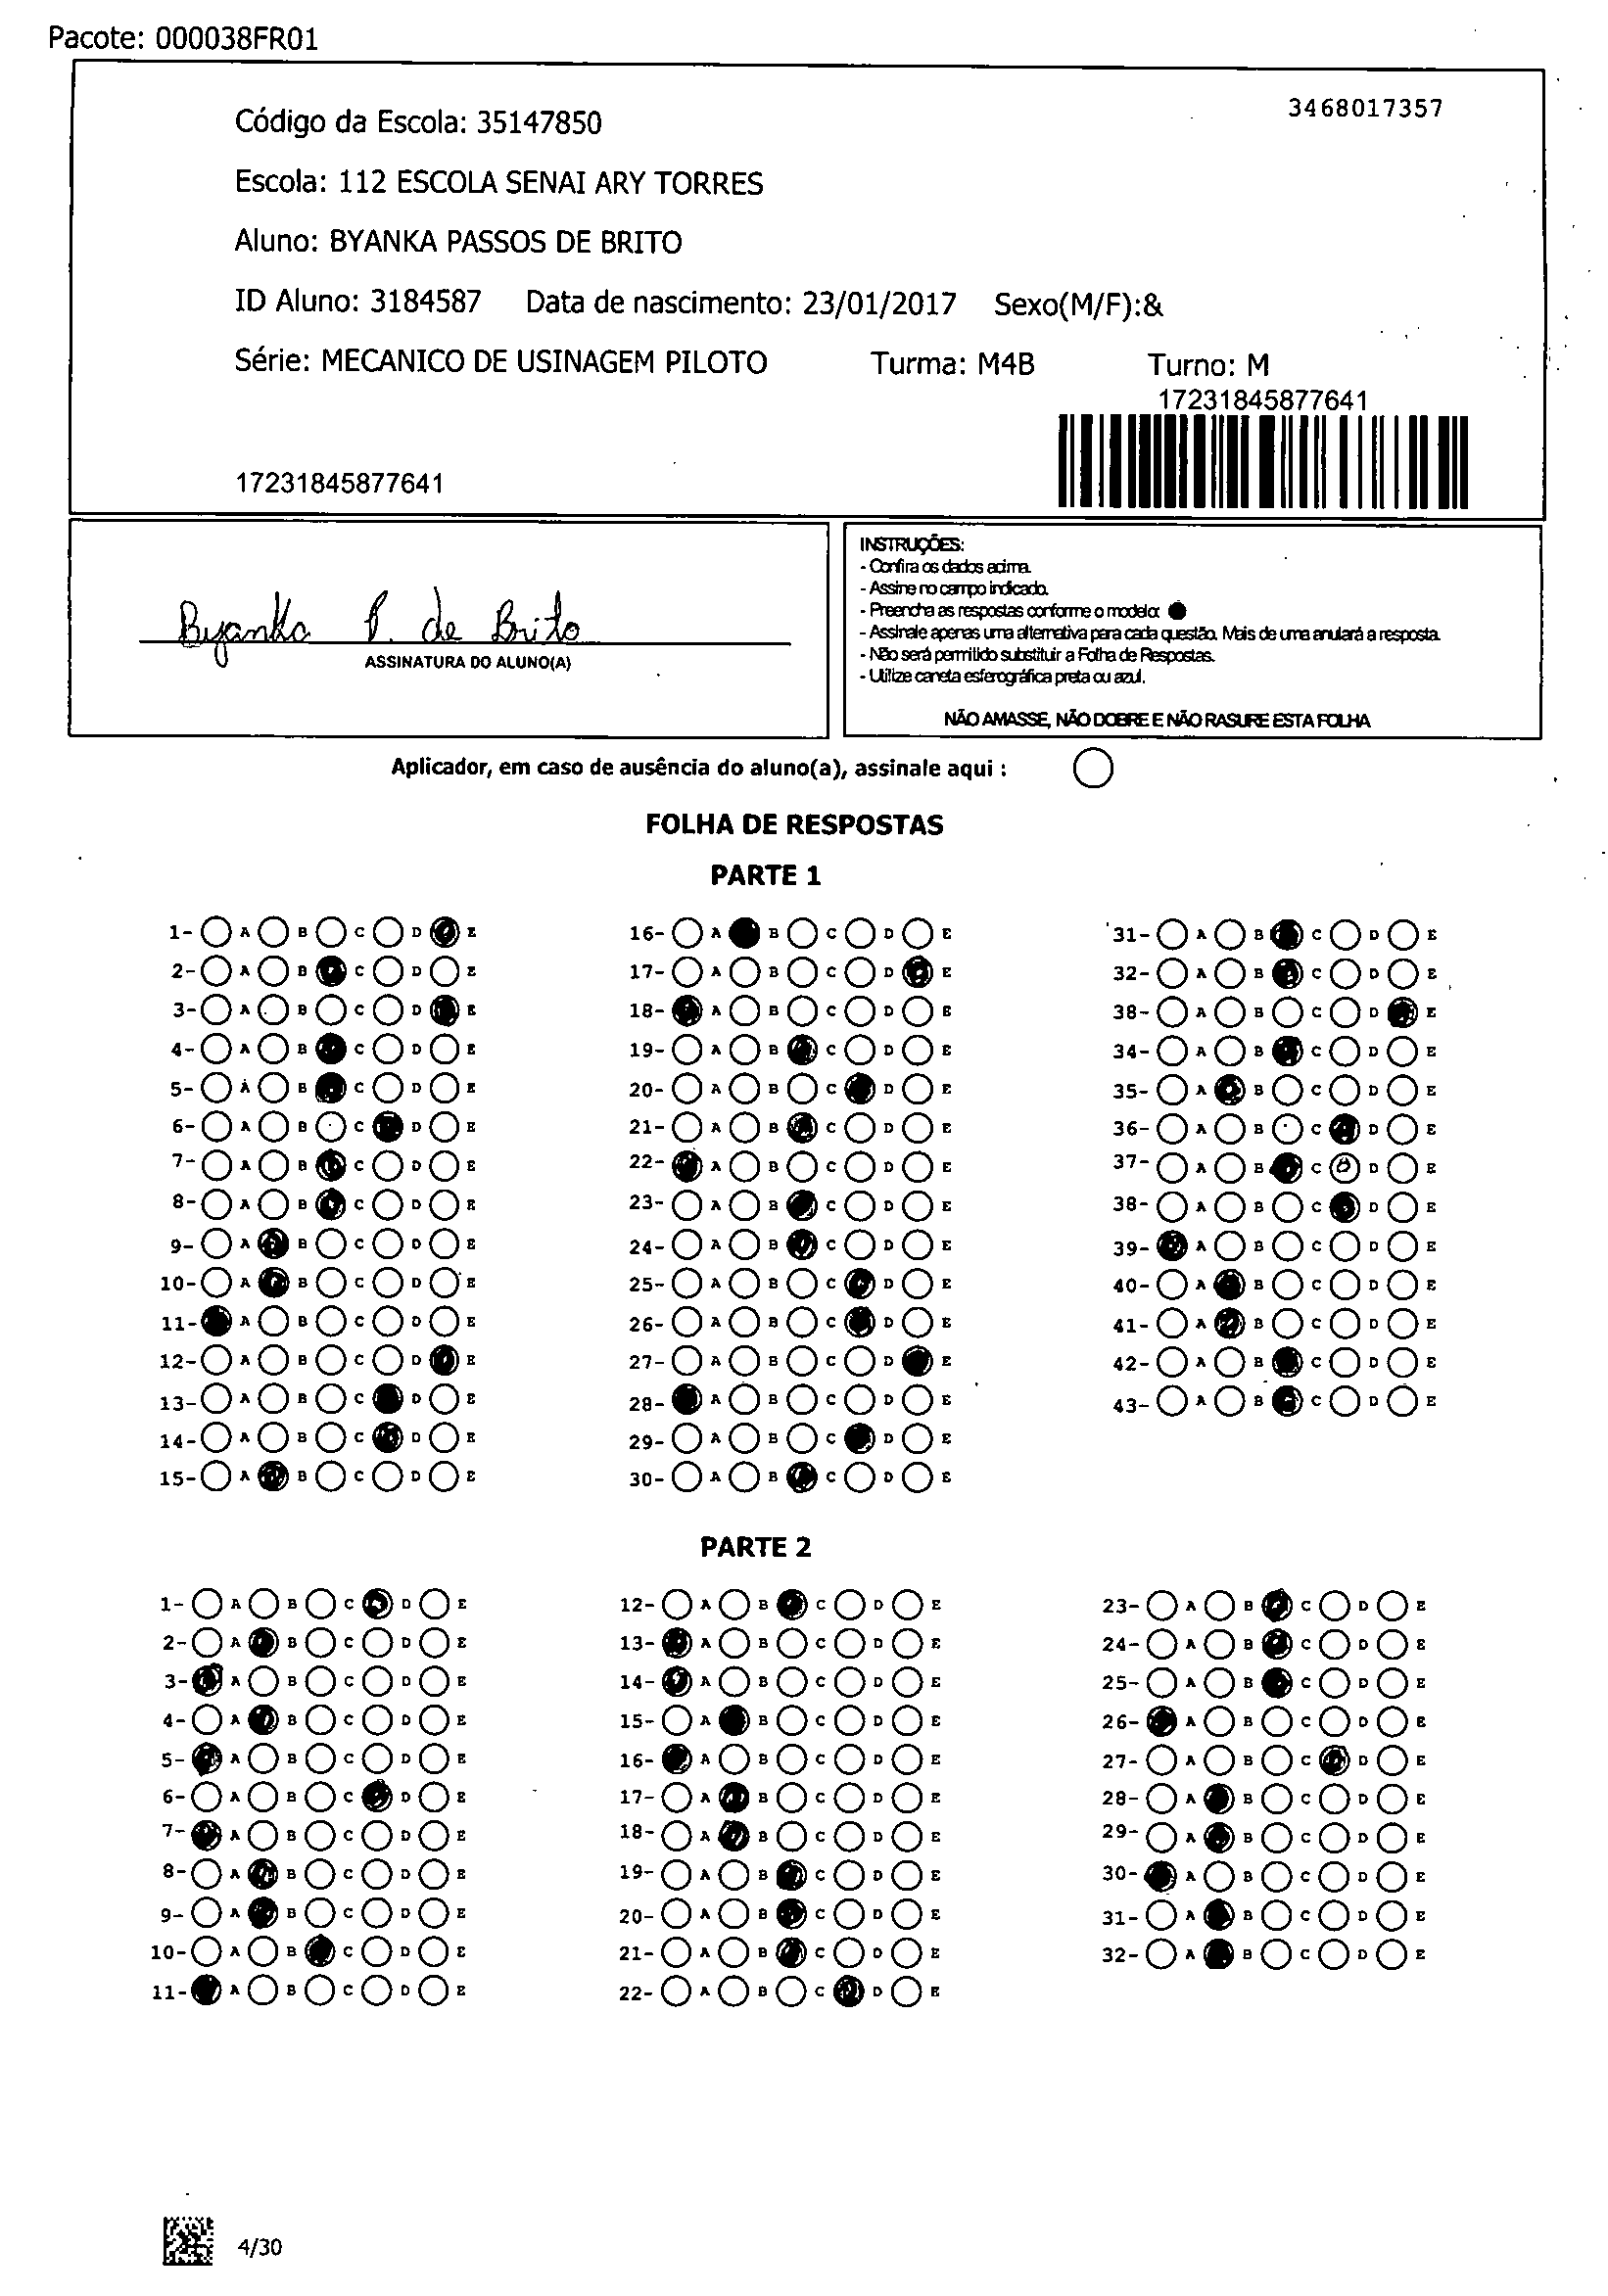 Pacote: 000038FR01
3468017357
Código da Escola: 35147850
Escola: 112 ESCOLA SENAI ARY TORRES
Aluno: BYANKA PASSOS DE BRITO
ID Aluno: 3184587 Data de nascimento: 23/01/2017 Sexo(M/F):&
Série: MECANICO DE USINAGEM PILOTO Turma: M4B Turno: M
17231845877641
17231845877641
Byanka P. de Brito
ASSINATURA DO ALUNO(A)
INSTRUÇÕES:
- Confira os dados acima.
- Assine no campo indicado.
- Preencha as respostas conforme o modelo:
- Assinale apenas uma alternativa para cada questão. Mais de uma anulará a resposta.
- Não será permitido substituir a Folha de Respostas.
- Utilize caneta esferográfica preta ou azul.
NÃO AMASSE, NÃO DOBRE E NÃO RASURE ESTA FOLHA
Aplicador, em caso de ausência do aluno(a), assinale aqui :
FOLHA DE RESPOSTAS
PARTE 1
1- A B C D E 16- A B C D E 31- A B C D E
2- A B C D E 17- A B C D E 32- A B C D E
3- A B C D E 18- A B C D E 38- A B C D E
4- A B C D E 19- A B C D E 34- A B C D E
5- A B C D E 20- A B C D E 35- A B C D E
6- A B C D E 21- A B C D E 36- A B C D E
7- A B C D E 22- A B C D E 37- A B C D E
8- A B C D E 23- A B C D E 38- A B C D E
9- A B C D E 24- A B C D E 39- A B C D E
10- A B C D E 25- A B C D E 40- A B C D E
11- A B C D E 26- A B C D E 41- A B C D E
12- A B C D E 27- A B C D E 42- A B C D E
13- A B C D E 28- A B C D E 43- A B C D E
14- A B C D E 29- A B C D E
15- A B C D E 30- A B C D E
PARTE 2
1- A B C D E 12- A B C D E 23- A B C D E
2- A B C D E 13- A B C D E 24- A B C D E
3- A B C D E 14- A B C D E 25- A B C D E
4- A B C D E 15- A B C D E 26- A B C D E
5- A B C D E 16- A B C D E 27- A B C D E
6- A B C D E 17- A B C D E 28- A B C D E
7- A B C D E 18- A B C D E 29- A B C D E
8- A B C D E 19- A B C D E 30- A B C D E
9- A B C D E 20- A B C D E 31- A B C D E
10- A B C D E 21- A B C D E 32- A B C D E
11- A B C D E 22- A B C D E
4/30